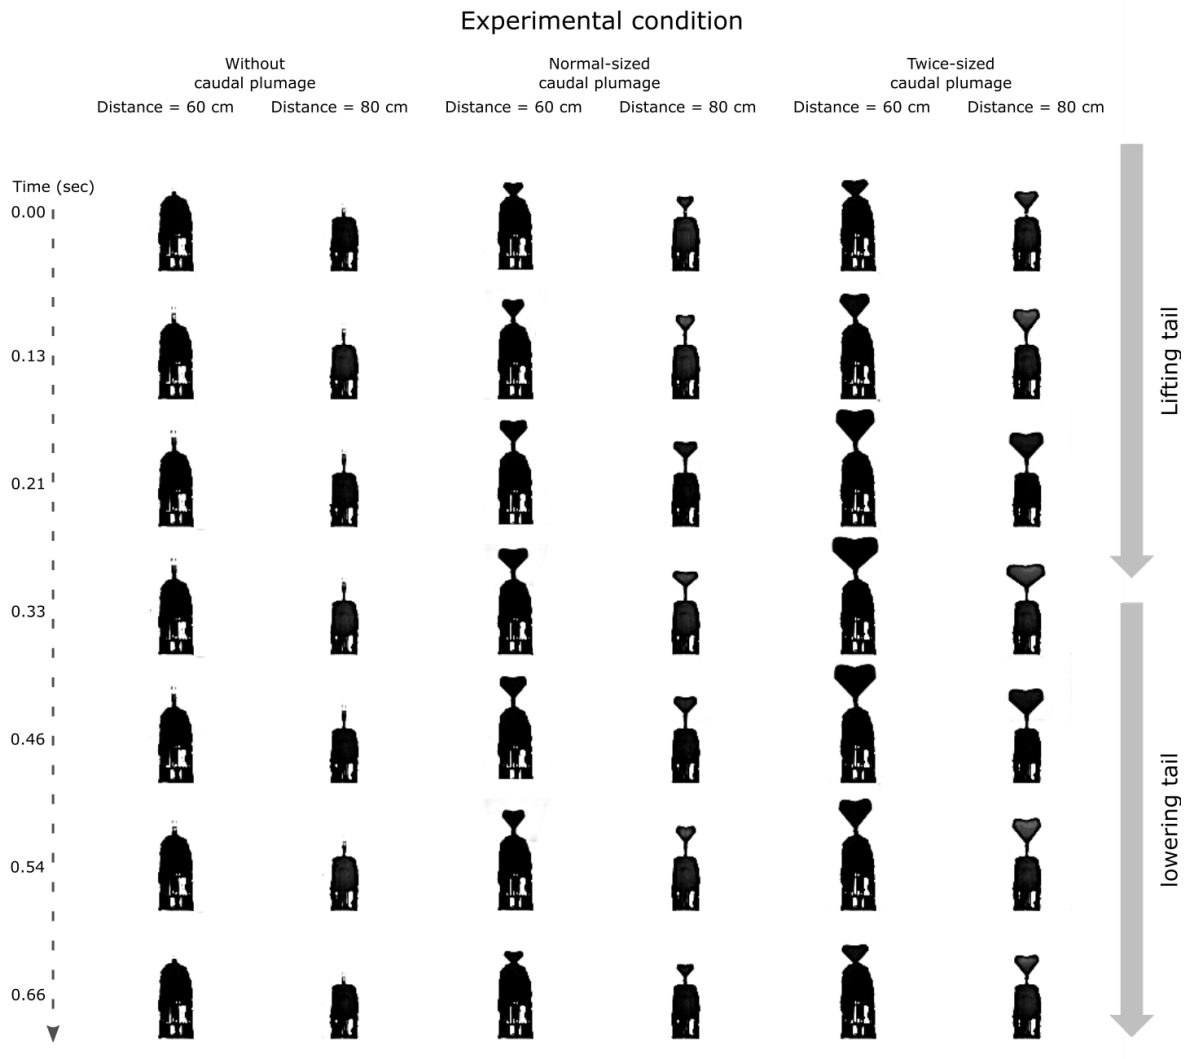 Experimental condition
Without
caudal plumage
Normal-sized
caudal plumage
Twice-sized
caudal plumage
Distance = 60 cm
Distance = 80 cm
Distance = 60 cm
Distance = 80 cm
Distance = 60 cm
Distance = 80 cm
Time (sec)
0.00
0.13
0.21
0.33
0.46
0.54
0.66
Lifting tail
lowering tail